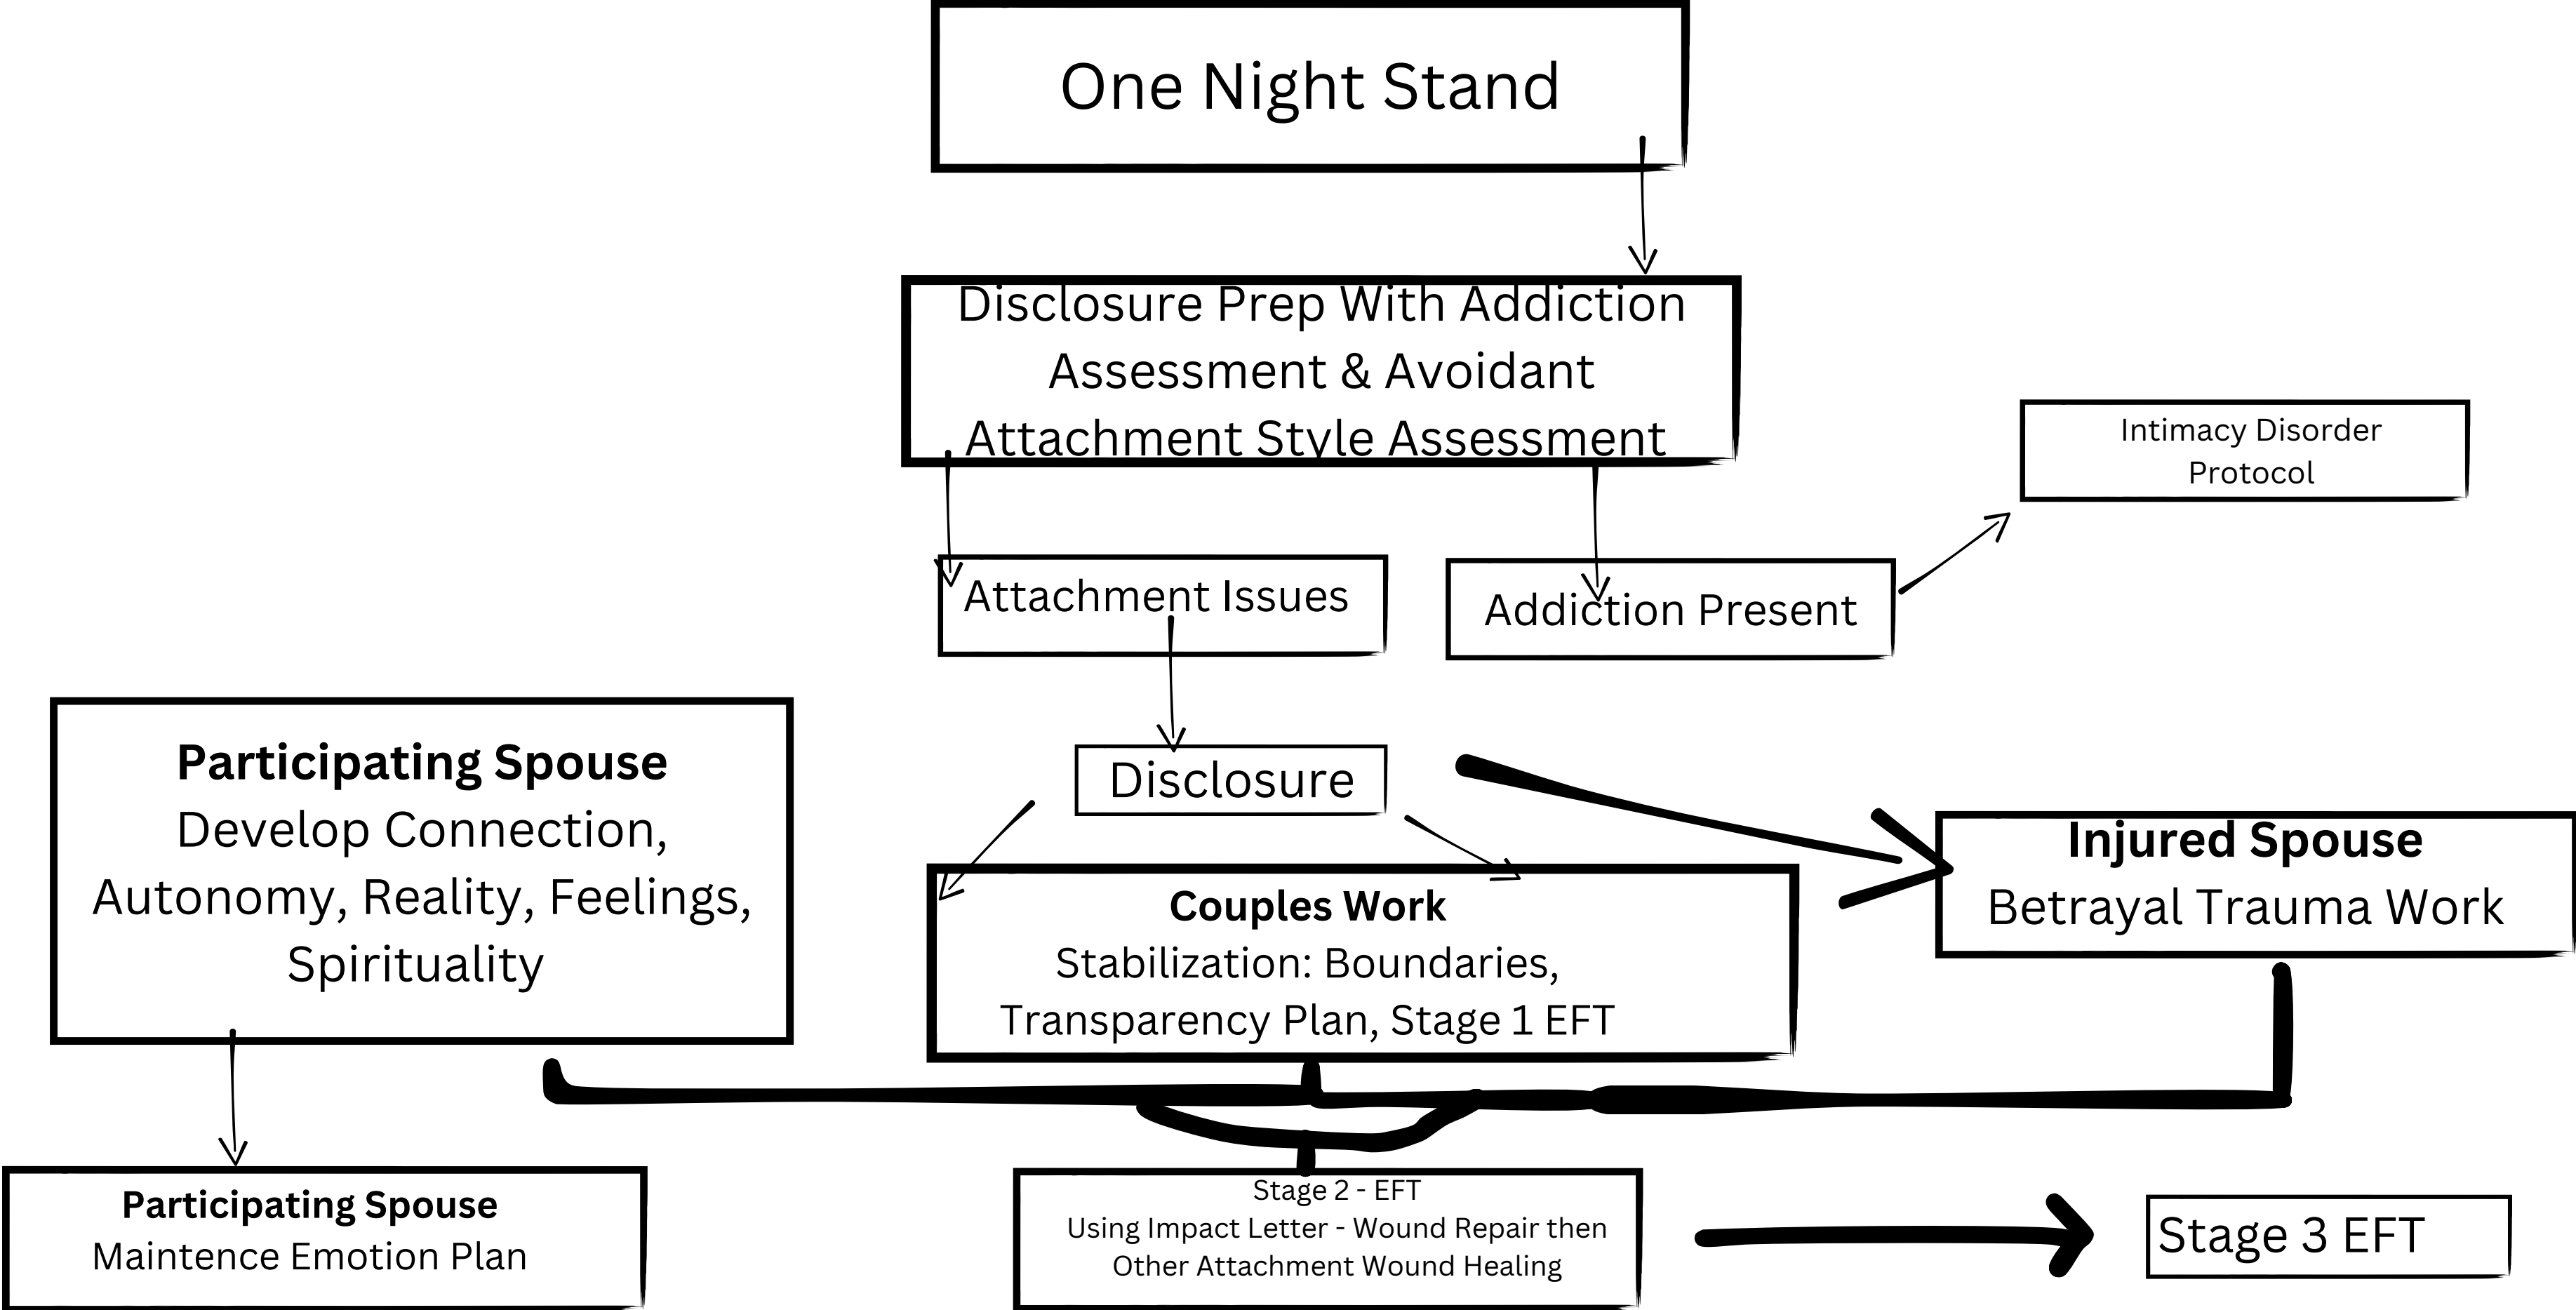 One Night Stand
Disclosure Prep With Addiction
Assessment & Avoidant
Attachment Style Assessment
Intimacy Disorder
Protocol
Attachment Issues
Addiction Present
Participating Spouse
Develop Connection,
Autonomy, Reality, Feelings,
Spirituality
Disclosure
Injured Spouse
Betrayal Trauma Work
Couples Work
Stabilization: Boundaries,
Transparency Plan, Stage 1 EFT
Participating Spouse
Maintence Emotion Plan
Stage 2 - EFT
Using Impact Letter - Wound Repair then
Other Attachment Wound Healing
Stage 3 EFT